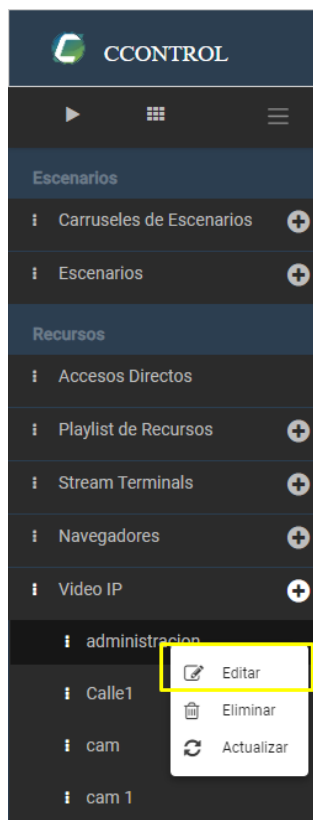 CCONTROL
Escenarios
Carruseles de Escenarios
Escenarios
Recursos
Accesos Directos
Playlist de Recursos
Stream Terminals
Navegadores
Video IP
administracion
Editar
Calle1
Eliminar
cam
Actualizar
cam 1